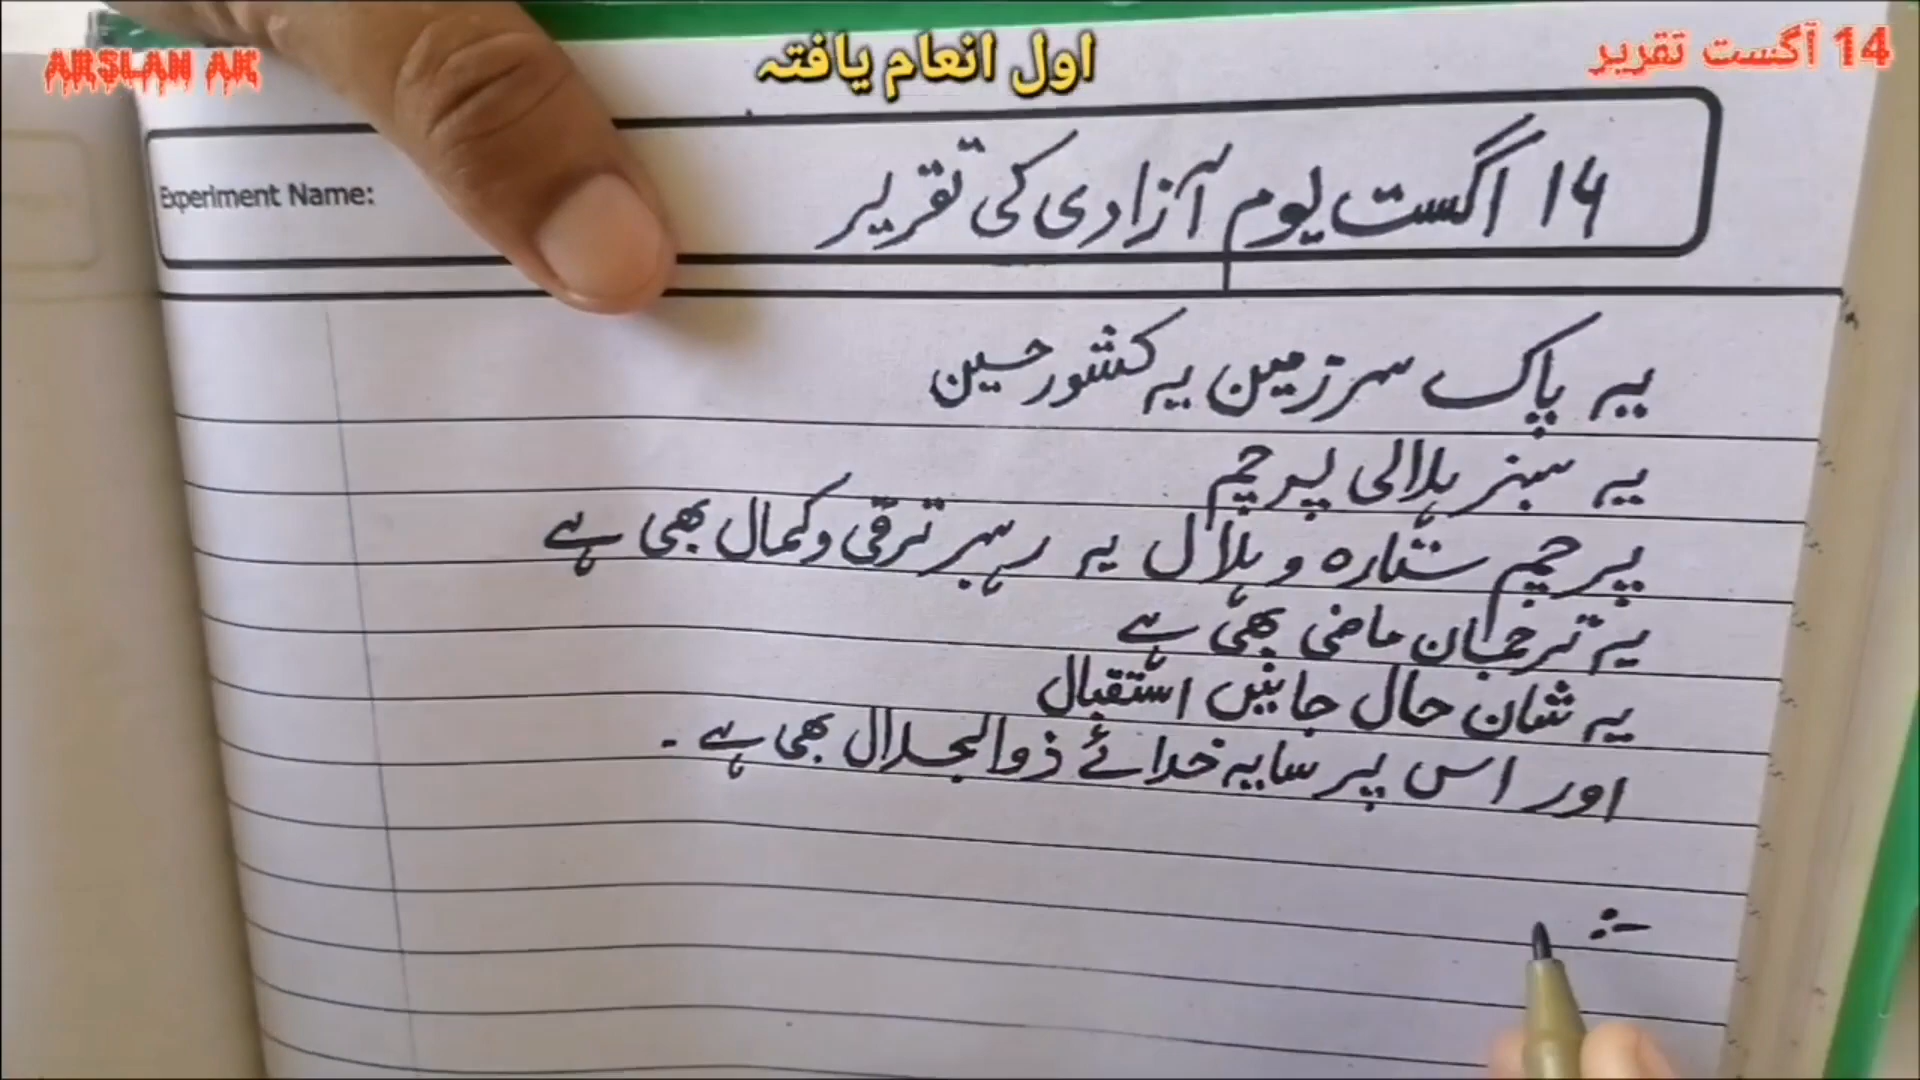 ARSLAN AK
اول انعام یافتہ
14 آگست تقریر
Experiment Name:
۱۴ اگست یوم آزادی کی تقریر
یہ پاک سرزمین یہ کشور حسین
یہ سبز ہلالی پرچم
پرچم ستارہ و ہلال یہ رہبر ترقی و کمال بھی ہے
یہ ترجمان ماضی بھی ہے
یہ شان حال جانیں استقبال
اور اس پر سایہ خدائے ذوالجلال بھی ہے ۔